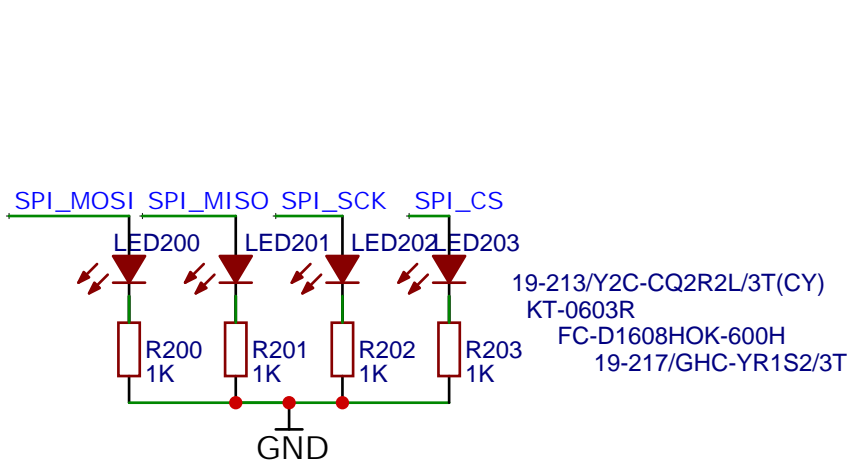 SPI_MOSI SPI_MISO SPI_SCK SPI_CS
LED200 LED201 LED202 LED203
19-213/Y2C-CQ2R2L/3T(CY)
KT-0603R
FC-D1608HOK-600H
19-217/GHC-YR1S2/3T
R200 R201 R202 R203
1K 1K 1K 1K
GND